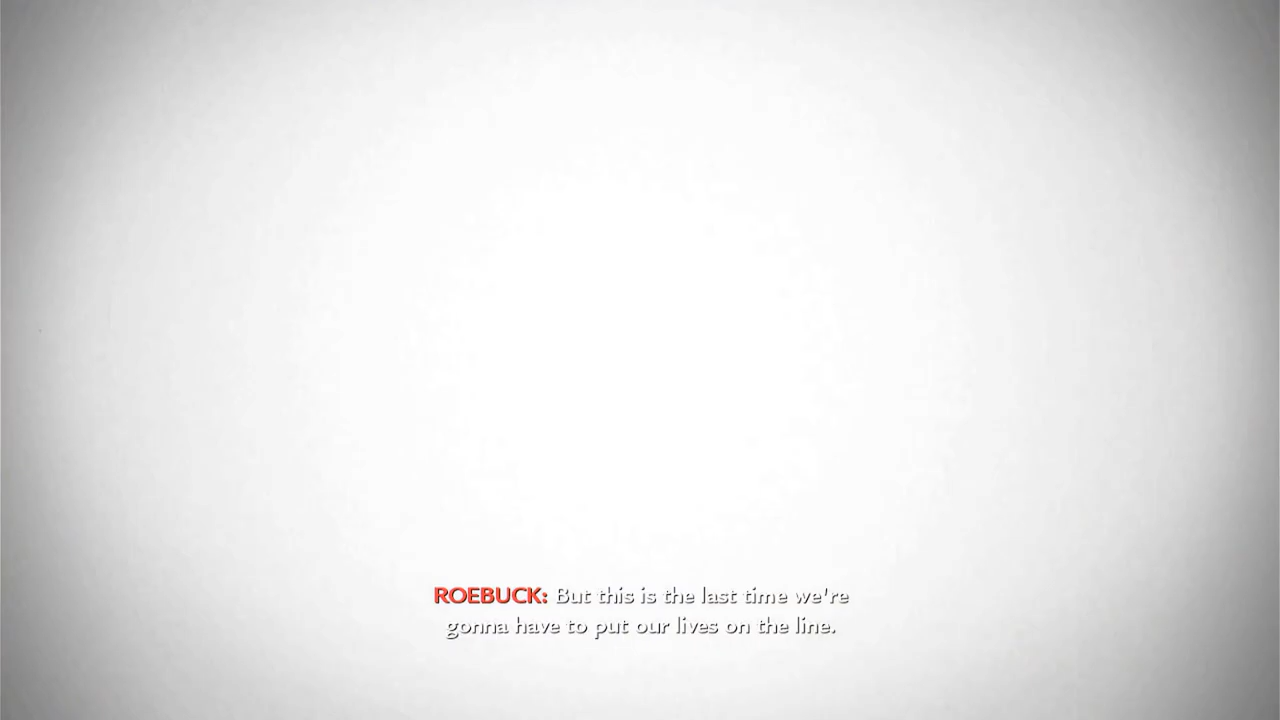 ROEBUCK: But this is the last time we're
gonna have to put our lives on the line.